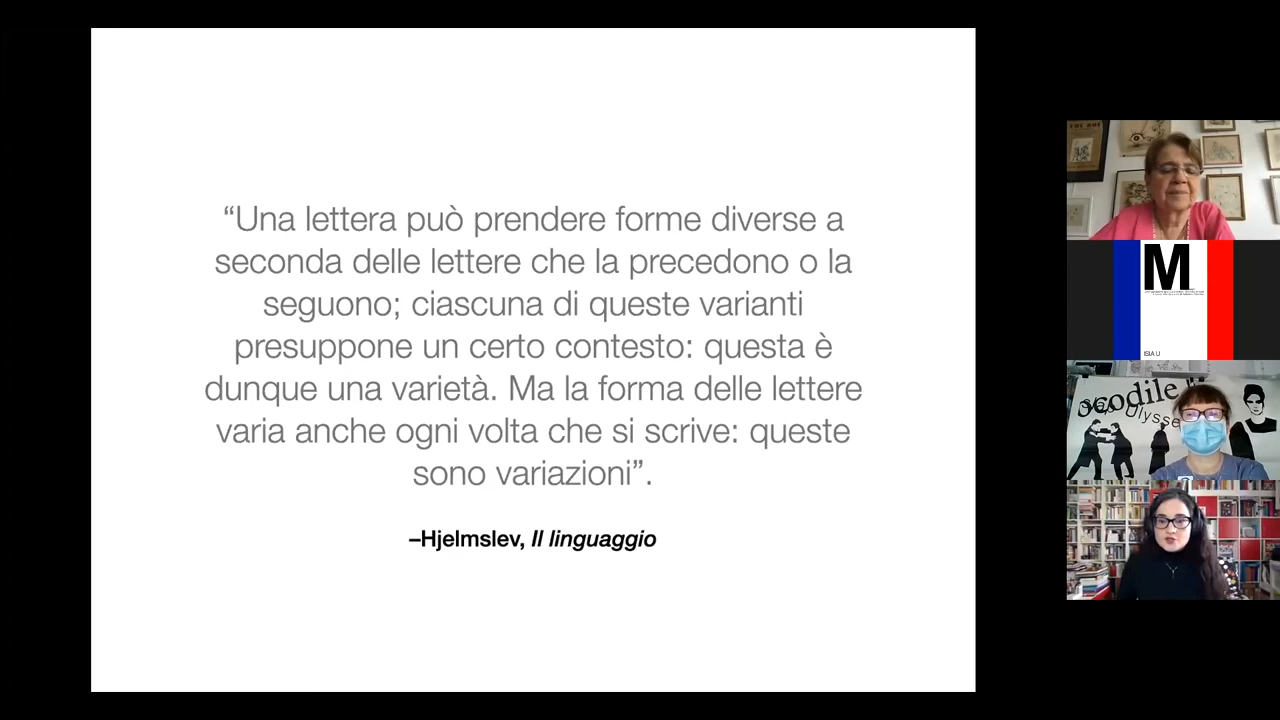 “Una lettera può prendere forme diverse a
seconda delle lettere che la precedono o la
seguono; ciascuna di queste varianti
presuppone un certo contesto: questa è
dunque una varietà. Ma la forma delle lettere
varia anche ogni volta che si scrive: queste
sono variazioni”.
–Hjelmslev, Il linguaggio
M
ISIA U
ocodile
Ulysse